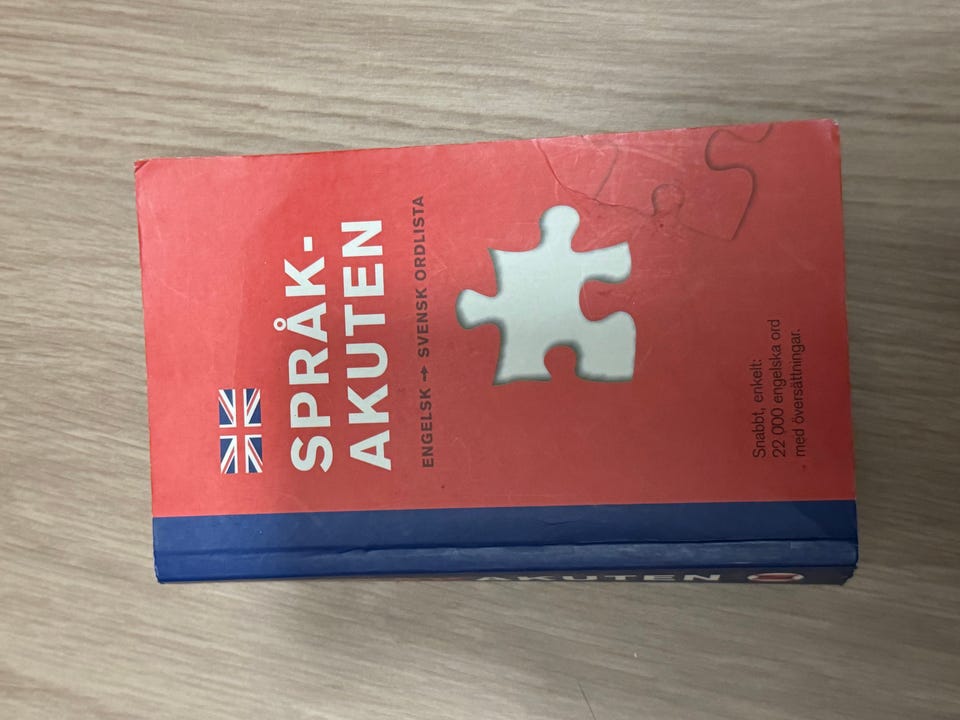 SPRÅK-
AKUTEN
ENGELSK → SVENSK ORDLISTA
Snabbt, enkelt:
22 000 engelska ord
med översättningar.
AKUTEN